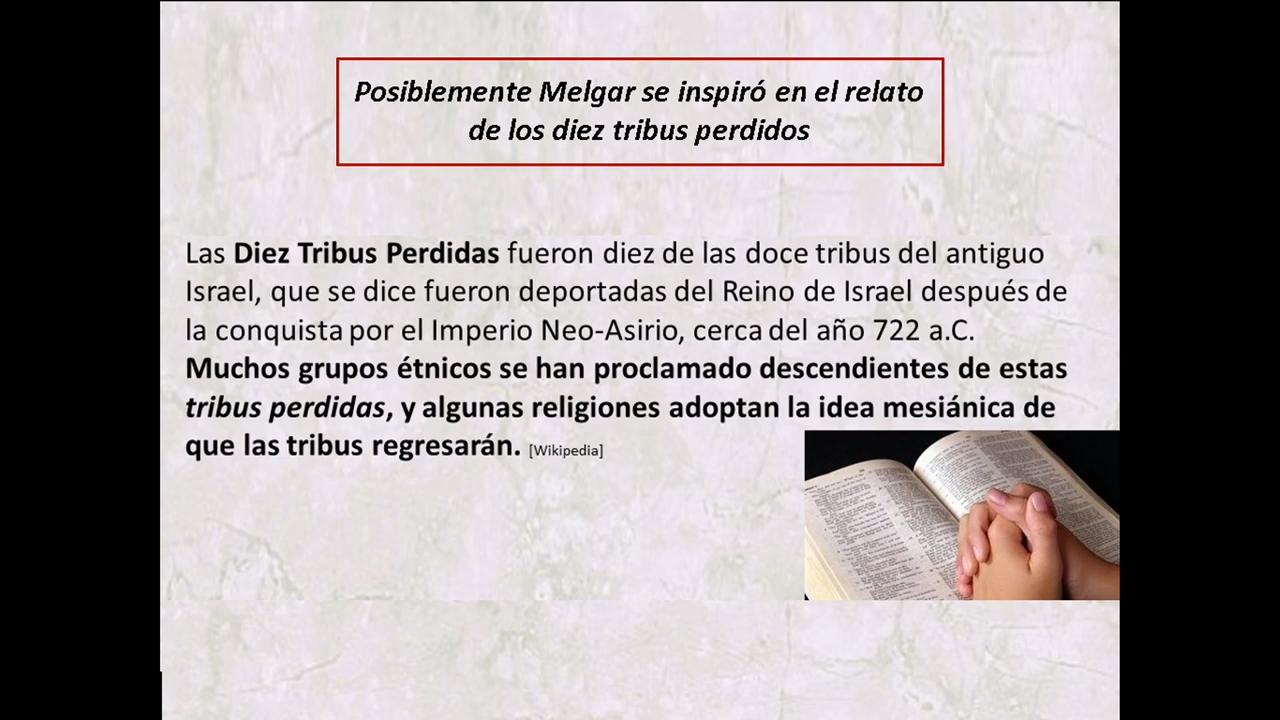 Posiblemente Melgar se inspiró en el relato
de los diez tribus perdidos
Las Diez Tribus Perdidas fueron diez de las doce tribus del antiguo
Israel, que se dice fueron deportadas del Reino de Israel después de
la conquista por el Imperio Neo-Asirio, cerca del año 722 a.C.
Muchos grupos étnicos se han proclamado descendientes de estas
tribus perdidas, y algunas religiones adoptan la idea mesiánica de
que las tribus regresarán. [Wikipedia]